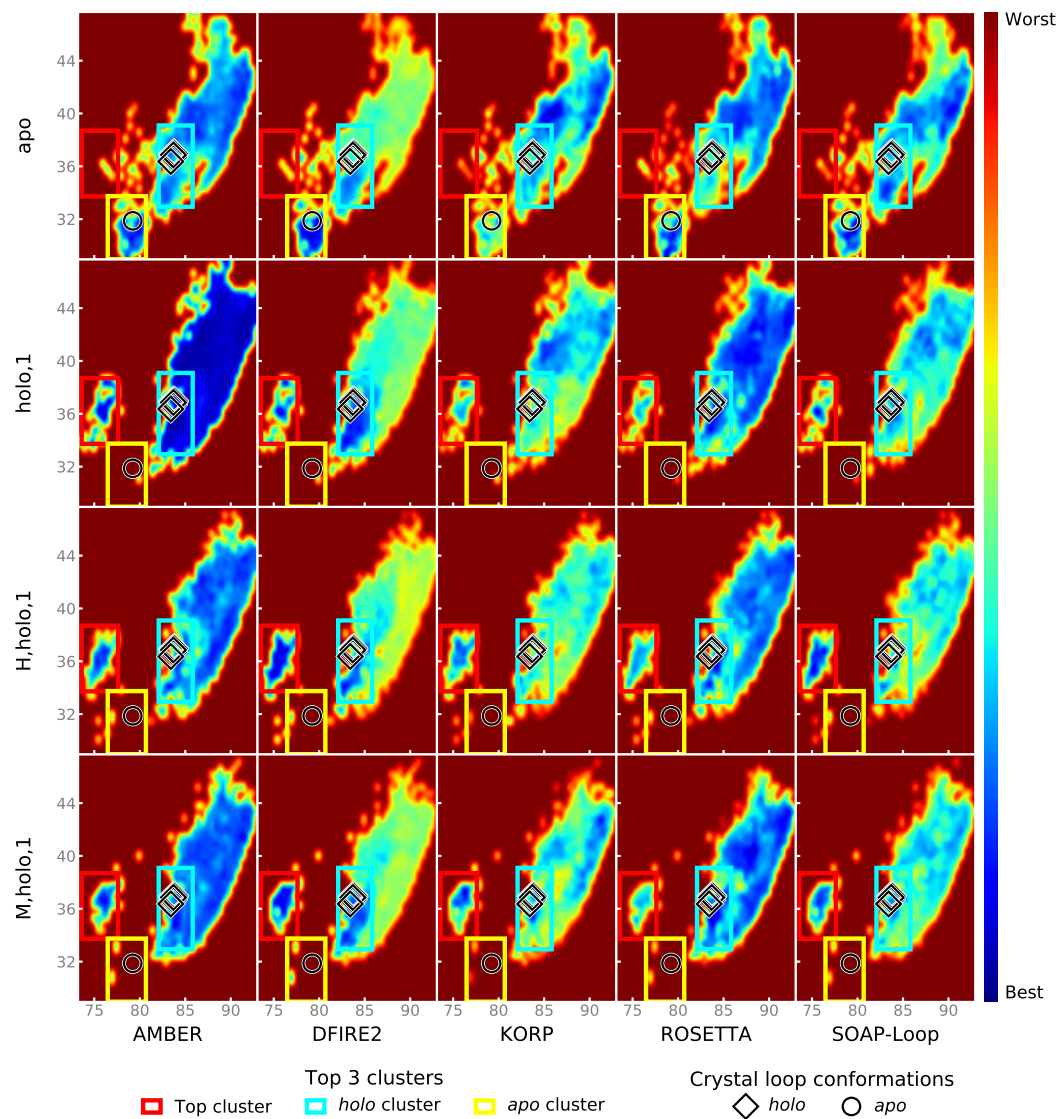 Worst
44
40
36
32
apo
44
40
36
32
holo,1
44
40
36
32
H,holo,1
44
40
36
32
M,holo,1
Best
75 80 85 90 75 80 85 90 75 80 85 90 75 80 85 90 75 80 85 90
AMBER DFIRE2 KORP ROSETTA SOAP-Loop
Top 3 clusters Crystal loop conformations
Top cluster holo cluster apo cluster holo apo